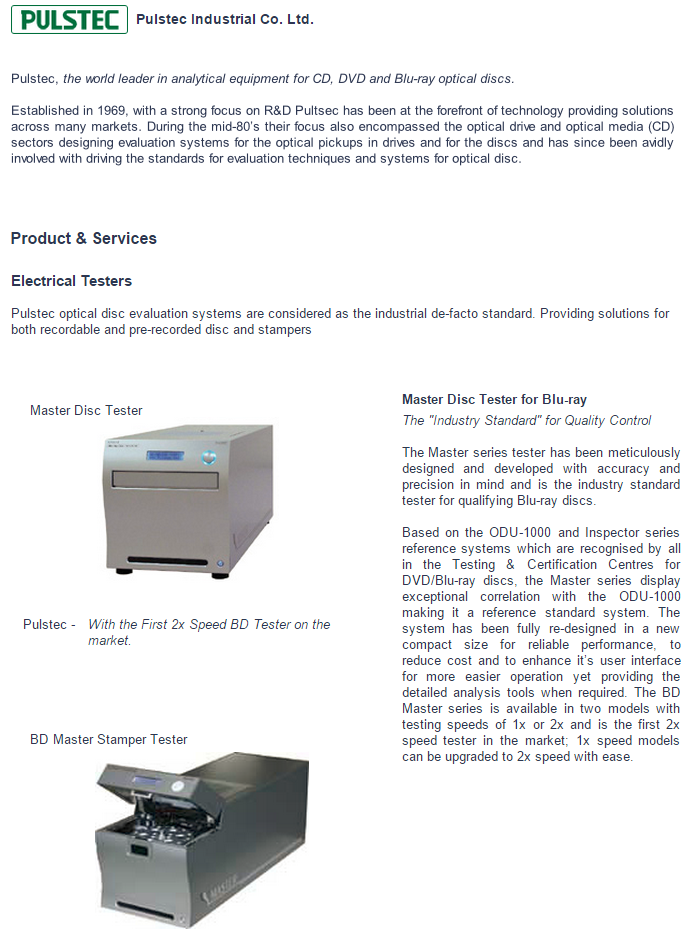 PULSTEC Pulstec Industrial Co. Ltd.
Pulstec, the world leader in analytical equipment for CD, DVD and Blu-ray optical discs.
Established in 1969, with a strong focus on R&D Pultsec has been at the forefront of technology providing solutions
across many markets. During the mid-80's their focus also encompassed the optical drive and optical media (CD)
sectors designing evaluation systems for the optical pickups in drives and for the discs and has since been avidly
involved with driving the standards for evaluation techniques and systems for optical disc.
Product & Services
Electrical Testers
Pulstec optical disc evaluation systems are considered as the industrial de-facto standard. Providing solutions for
both recordable and pre-recorded disc and stampers
Master Disc Tester
Pulstec - With the First 2x Speed BD Tester on the
market.
BD Master Stamper Tester
MASTER
Master Disc Tester for Blu-ray
The "Industry Standard" for Quality Control
The Master series tester has been meticulously
designed and developed with accuracy and
precision in mind and is the industry standard
tester for qualifying Blu-ray discs.
Based on the ODU-1000 and Inspector series
reference systems which are recognised by all
in the Testing & Certification Centres for
DVD/Blu-ray discs, the Master series display
exceptional correlation with the ODU-1000
making it a reference standard system. The
system has been fully re-designed in a new
compact size for reliable performance, to
reduce cost and to enhance it's user interface
for more easier operation yet providing the
detailed analysis tools when required. The BD
Master series is available in two models with
testing speeds of 1x or 2x and is the first 2x
speed tester in the market; 1x speed models
can be upgraded to 2x speed with ease.